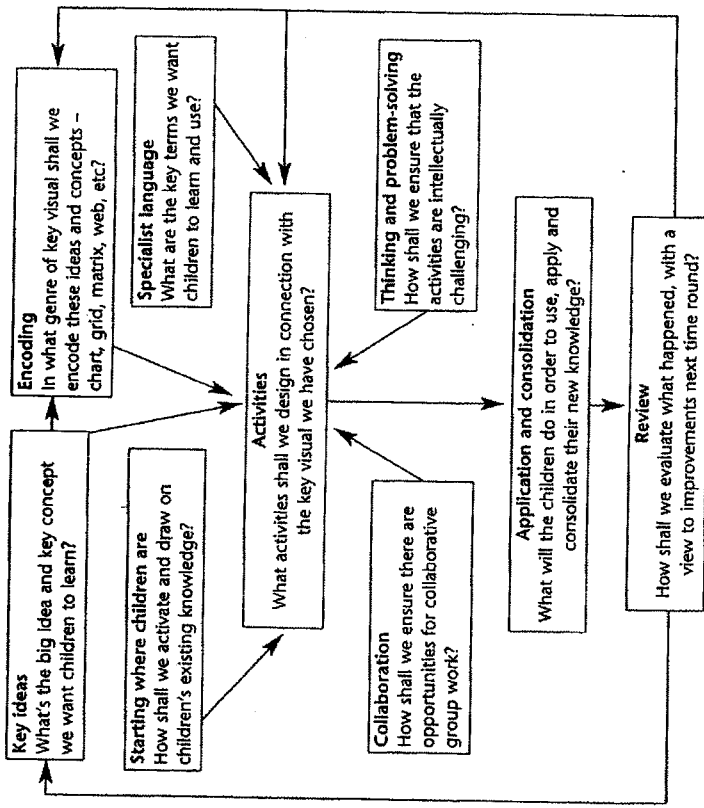 Key ideas
What's the big idea and key concept
we want children to learn?
Encoding
In what genre of key visual shall we
encode these ideas and concepts –
chart, grid, matrix, web, etc?
Starting where children are
How shall we activate and draw on
children's existing knowledge?
Specialist language
What are the key terms we want
children to learn and use?
Activities
What activities shall we design in connection with
the key visual we have chosen?
Collaboration
How shall we ensure there are
opportunities for collaborative
group work?
Thinking and problem-solving
How shall we ensure that the
activities are intellectually
challenging?
Application and consolidation
What will the children do in order to use, apply and
consolidate their new knowledge?
Review
How shall we evaluate what happened, with a
view to improvements next time round?